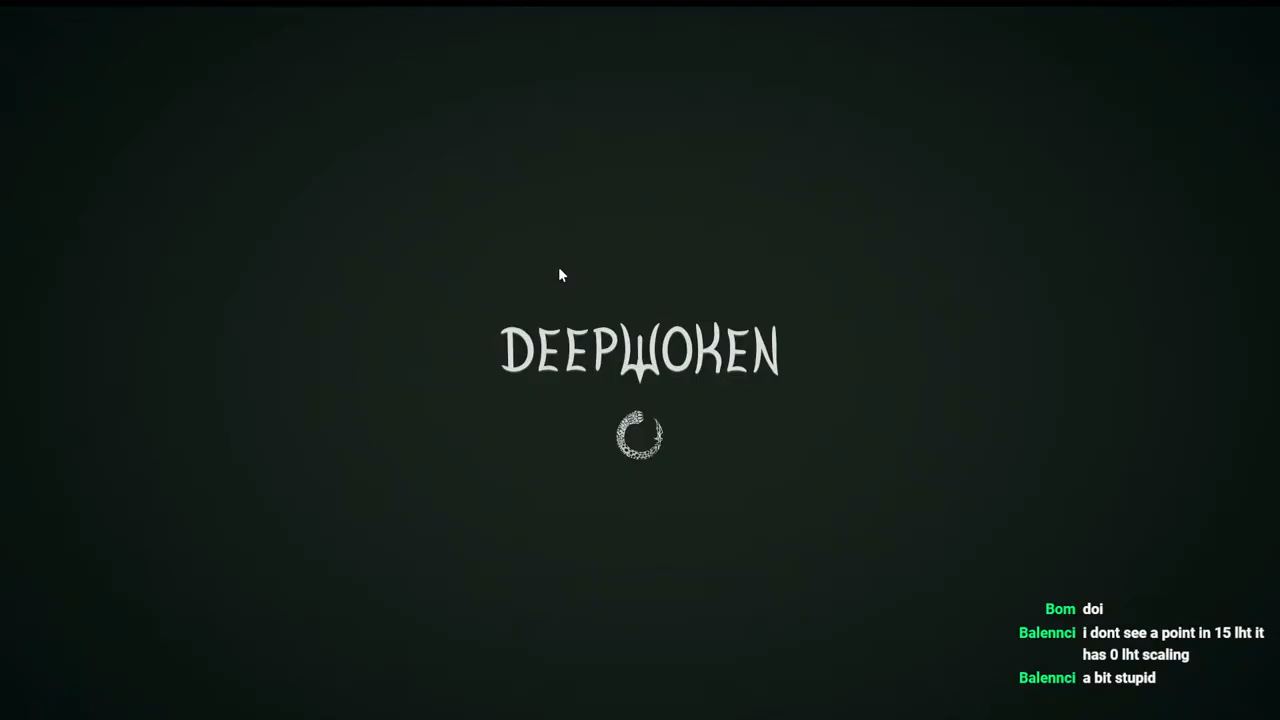 DEEPWOKEN
Bom doi
Balennci i dont see a point in 15 lht it
has 0 lht scaling
Balennci a bit stupid